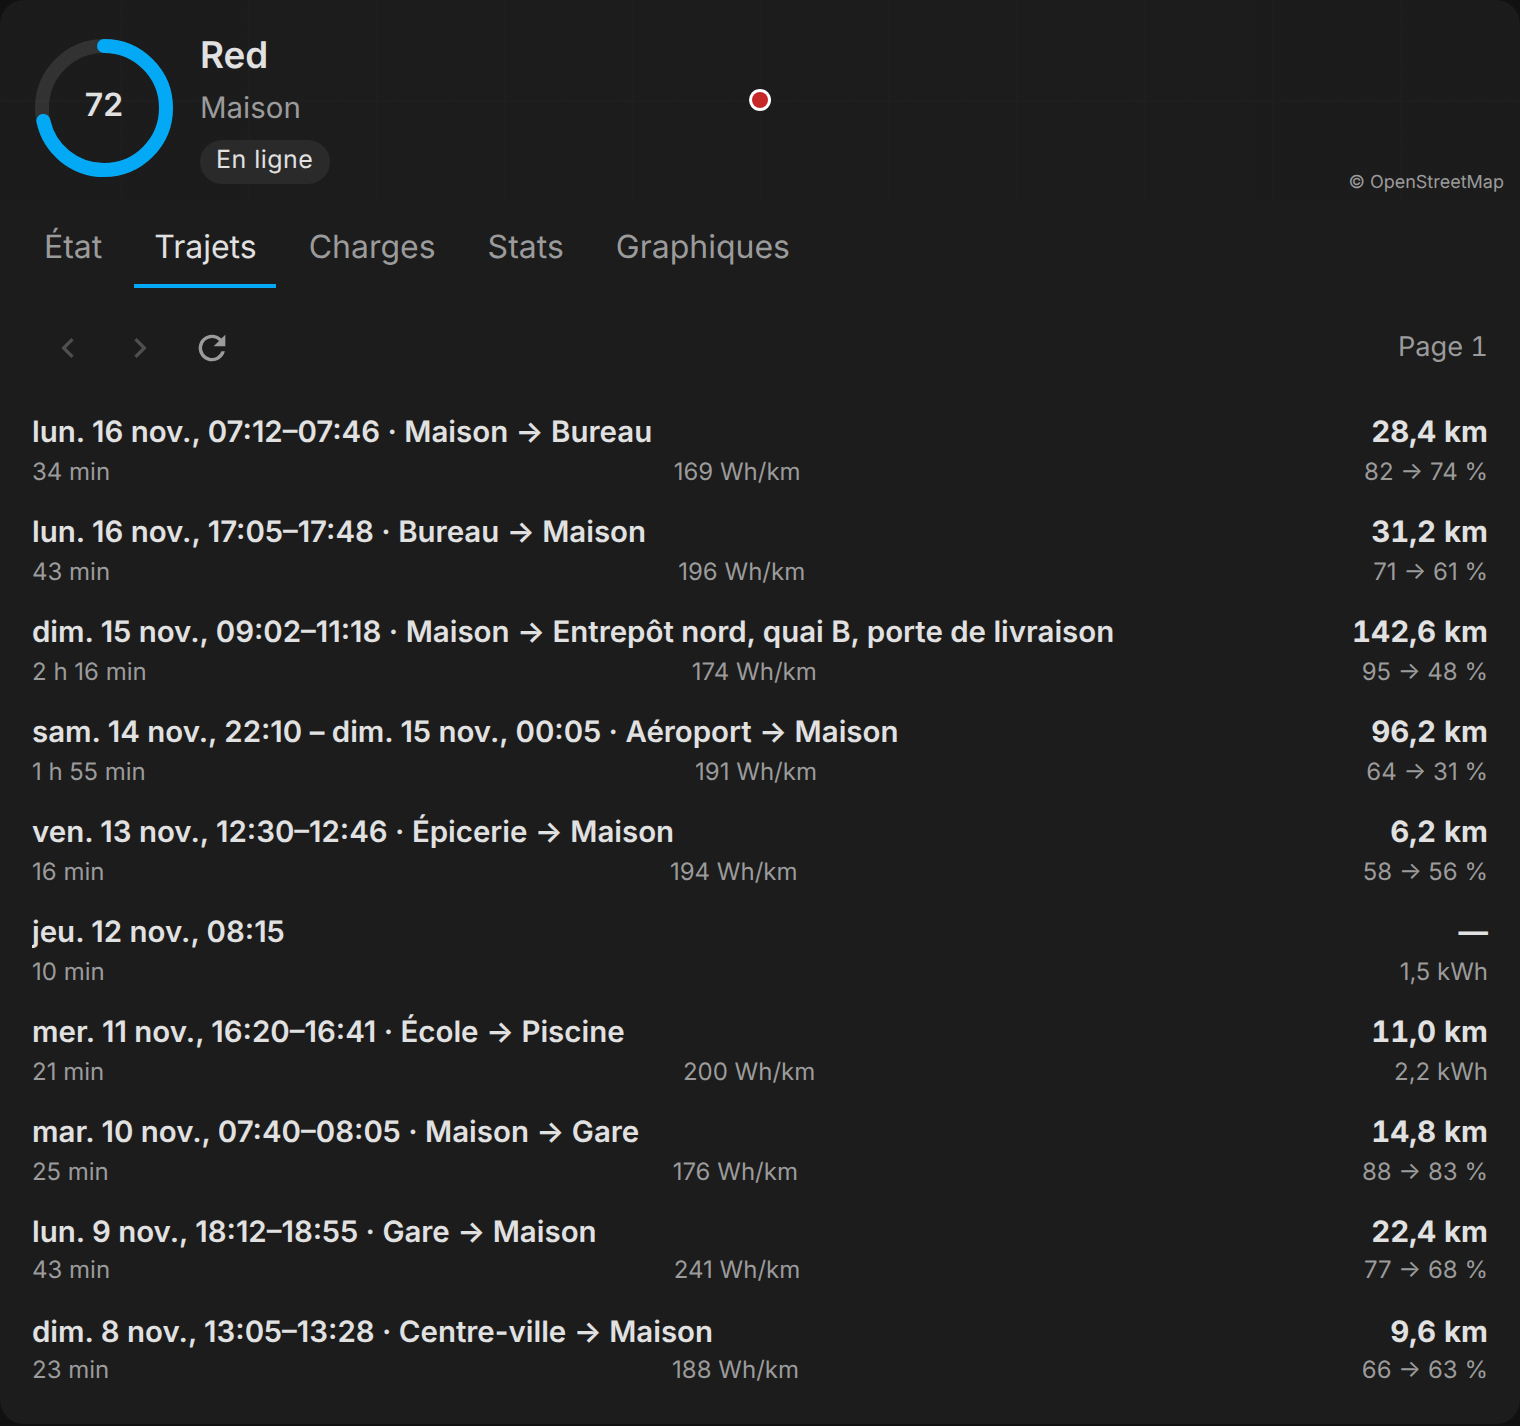 72
Red
Maison
En ligne
© OpenStreetMap
État Trajets Charges Stats Graphiques
Page 1
lun. 16 nov., 07:12–07:46 · Maison → Bureau 28,4 km
34 min 169 Wh/km 82 → 74 %
lun. 16 nov., 17:05–17:48 · Bureau → Maison 31,2 km
43 min 196 Wh/km 71 → 61 %
dim. 15 nov., 09:02–11:18 · Maison → Entrepôt nord, quai B, porte de livraison 142,6 km
2 h 16 min 174 Wh/km 95 → 48 %
sam. 14 nov., 22:10 – dim. 15 nov., 00:05 · Aéroport → Maison 96,2 km
1 h 55 min 191 Wh/km 64 → 31 %
ven. 13 nov., 12:30–12:46 · Épicerie → Maison 6,2 km
16 min 194 Wh/km 58 → 56 %
jeu. 12 nov., 08:15 —
10 min 1,5 kWh
mer. 11 nov., 16:20–16:41 · École → Piscine 11,0 km
21 min 200 Wh/km 2,2 kWh
mar. 10 nov., 07:40–08:05 · Maison → Gare 14,8 km
25 min 176 Wh/km 88 → 83 %
lun. 9 nov., 18:12–18:55 · Gare → Maison 22,4 km
43 min 241 Wh/km 77 → 68 %
dim. 8 nov., 13:05–13:28 · Centre-ville → Maison 9,6 km
23 min 188 Wh/km 66 → 63 %